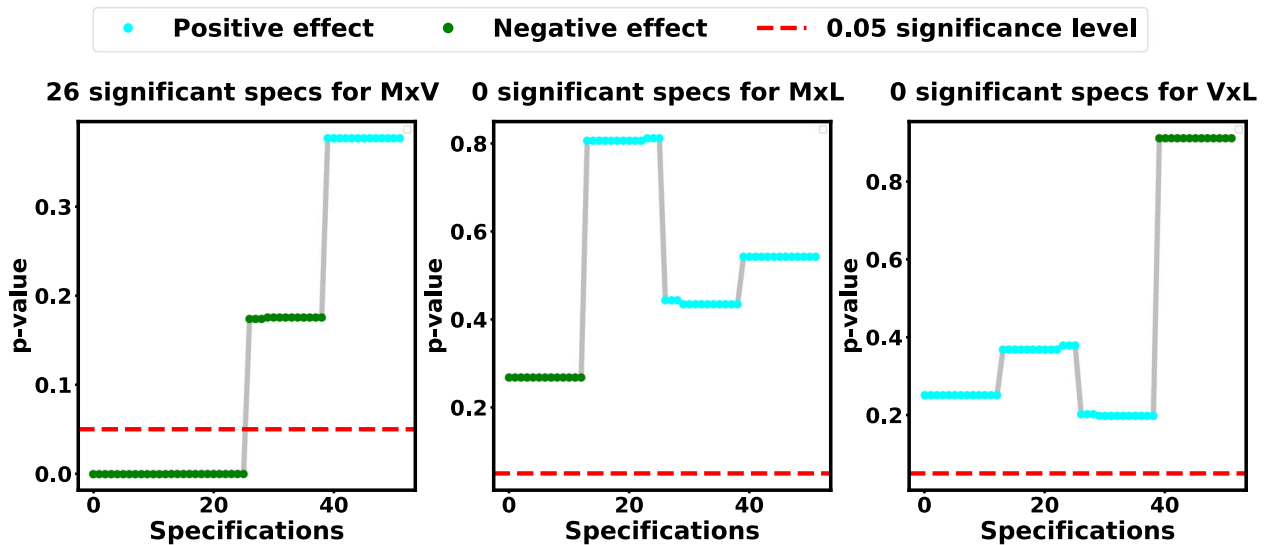 Positive effect
Negative effect
0.05 significance level
26 significant specs for MxV
0 significant specs for MxL
0 significant specs for VxL
p-value
0.3
0.2
0.1
0.0
0
20
40
Specifications
p-value
0.8
0.6
0.4
0.2
0
20
40
Specifications
p-value
0.8
0.6
0.4
0.2
0
20
40
Specifications